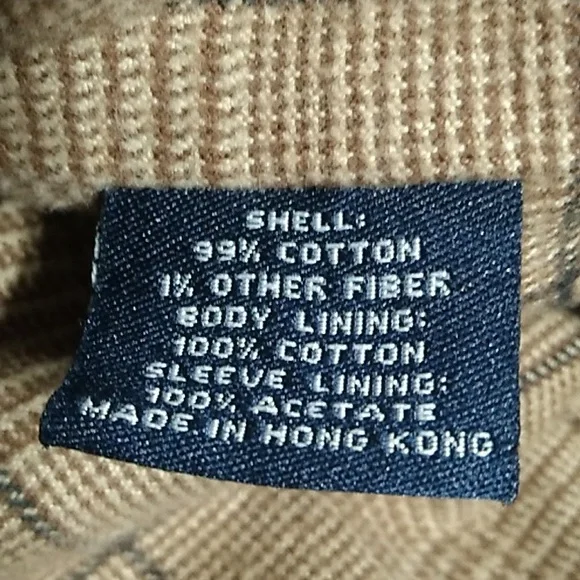 SHELL:
99% COTTON
1% OTHER FIBER
BODY LINING:
100% COTTON
SLEEVE LINING:
100% ACETATE
MADE IN HONG KONG